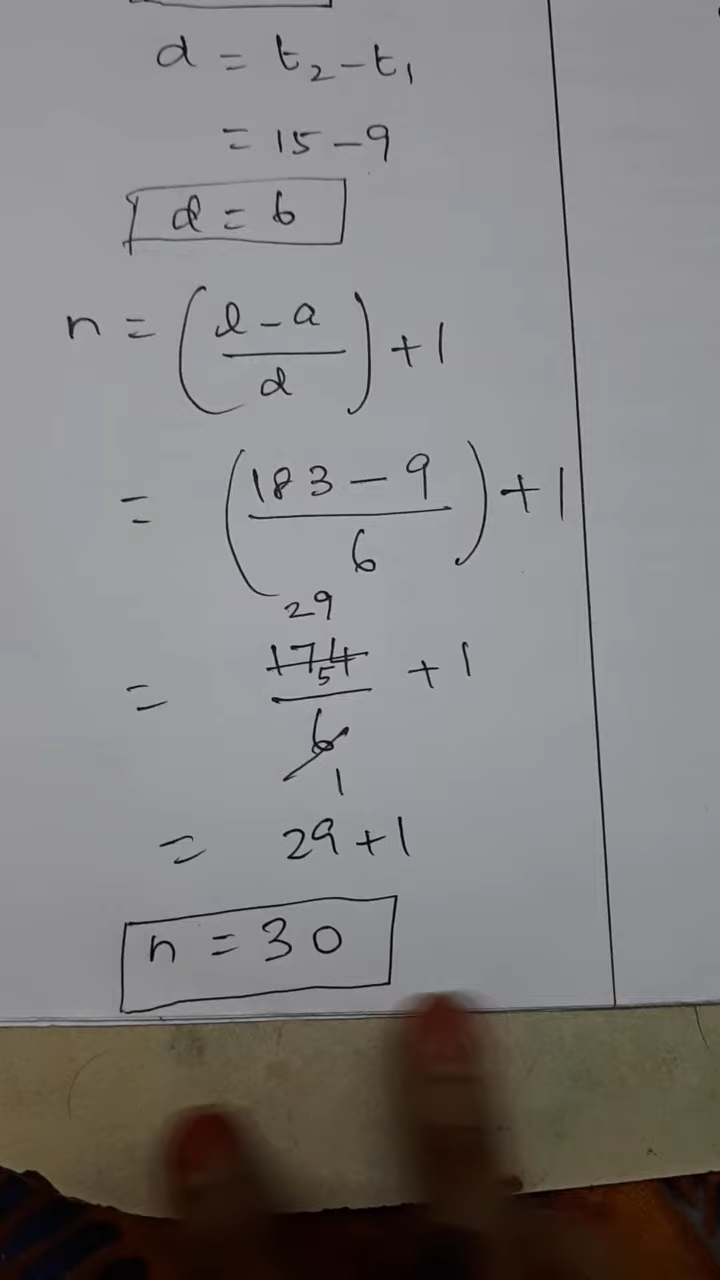 d = t₂ - t₁
= 15 - 9
d = 6
n = (l - a / d) + 1
= (183 - 9 / 6) + 1
29
= 174 / 6 + 1
5
1
= 29 + 1
n = 30